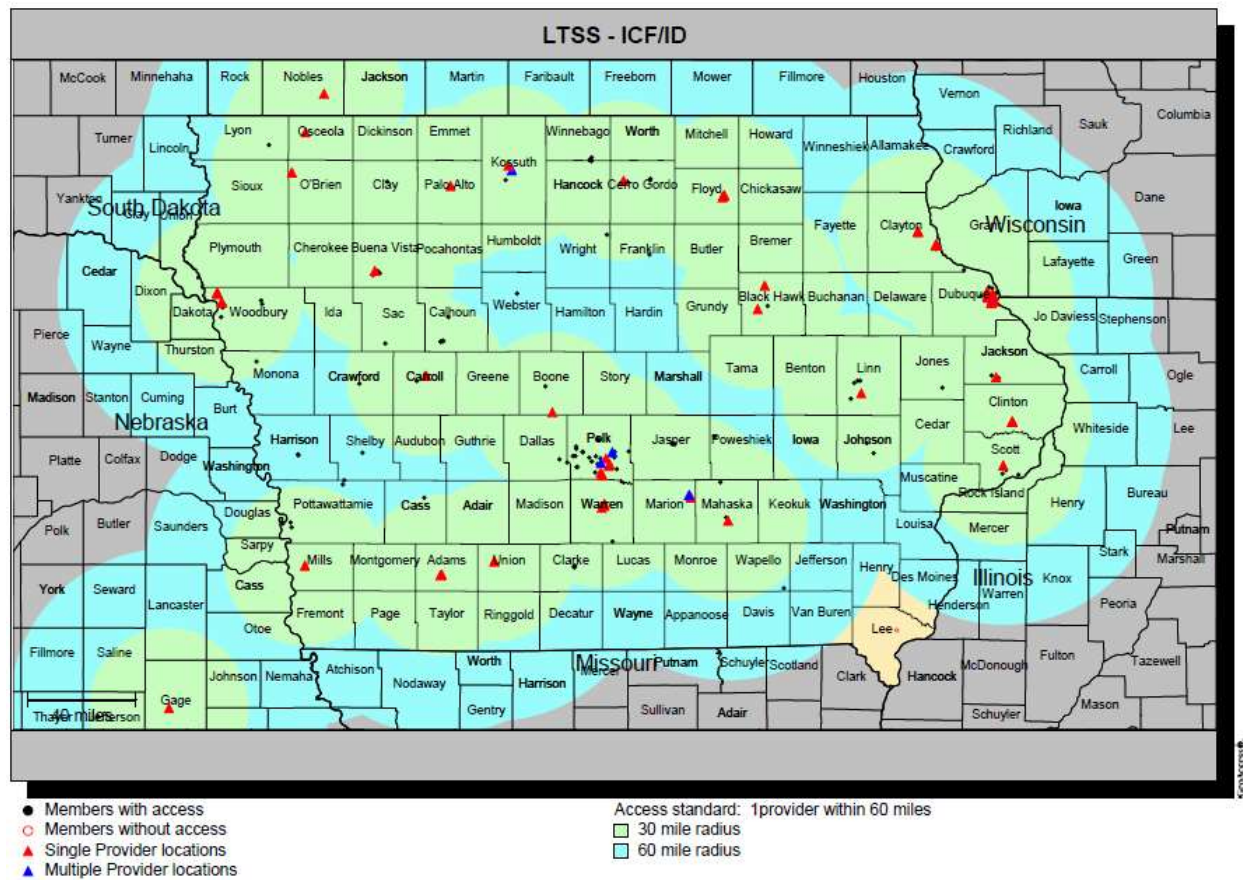 LTSS - ICF/ID
McCook Minnehaha Rock Nobles Jackson Martin Faribault Freeborn Mower Fillmore Houston
Vernon
Columbia
Turner Lincoln Lyon Osceola Dickinson Emmet Winnebago Worth Mitchell Howard Winneshiek Allamakee Crawford Richland Sauk
Kossuth
Sioux O'Brien Clay Palo Alto Hancock Cerro Gordo Floyd Chickasaw
Yankton Clay Union Iowa Dane
South Dakota
Fayette Clayton Grant
Wisconsin
Plymouth Cherokee Buena Vista Pocahontas Humboldt Wright Franklin Butler Bremer
Cedar Lafayette Green
Dixon Dakota Woodbury Ida Sac Calhoun Webster Hamilton Hardin Grundy Black Hawk Buchanan Delaware Dubuque
Jo Daviess Stephenson
Pierce Wayne Thurston
Monona Crawford Carroll Greene Boone Story Marshall Tama Benton Linn Jones Jackson
Carroll Ogle
Madison Stanton Cuming Burt
Nebraska
Clinton
Harrison Shelby Audubon Guthrie Dallas Polk Jasper Poweshiek Iowa Johnson Cedar
Whiteside Lee
Platte Colfax Dodge Washington
Scott
Muscatine
Rock Island
Pottawattamie Cass Adair Madison Warren Marion Mahaska Keokuk Washington
Henry Bureau
Douglas
Polk Butler Saunders Louisa Mercer Putnam
Sarpy
Mills Montgomery Adams Union Clarke Lucas Monroe Wapello Jefferson Henry
Stark Marshall
Des Moines
Illinois
Knox
York Seward Cass Warren
Lancaster Henderson Peoria
Fremont Page Taylor Ringgold Decatur Wayne Appanoose Davis Van Buren
Otoe Lee
Fillmore Saline
Atchison Nodaway Worth Harrison Mercer Putnam Schuyler Scotland Clark Hancock McDonough Fulton Tazewell
Missouri
Johnson Nemaha
Gage
Gentry Sullivan Adair Schuyler Mason
40 miles
Thayer Jefferson
● Members with access
○ Members without access
▲ Single Provider locations
▲ Multiple Provider locations
Access standard: 1provider within 60 miles
30 mile radius
60 mile radius